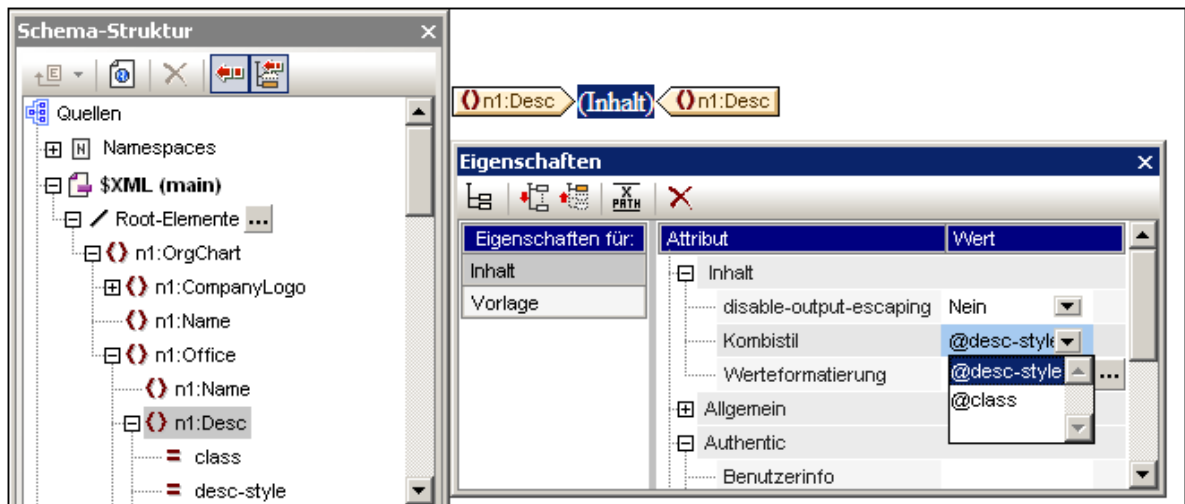 Schema-Struktur
Quellen
Namespaces
$XML (main)
Root-Elemente ...
n1:OrgChart
n1:CompanyLogo
n1:Name
n1:Office
n1:Name
n1:Desc
class
desc-style
n1:Desc (Inhalt) n1:Desc
Eigenschaften
XPATH
Eigenschaften für:
Inhalt
Vorlage
Attribut Wert
Inhalt
disable-output-escaping Nein
Kombistil @desc-style
Werteformatierung ...
@desc-style
@class
Allgemein
Authentic
Benutzerinfo